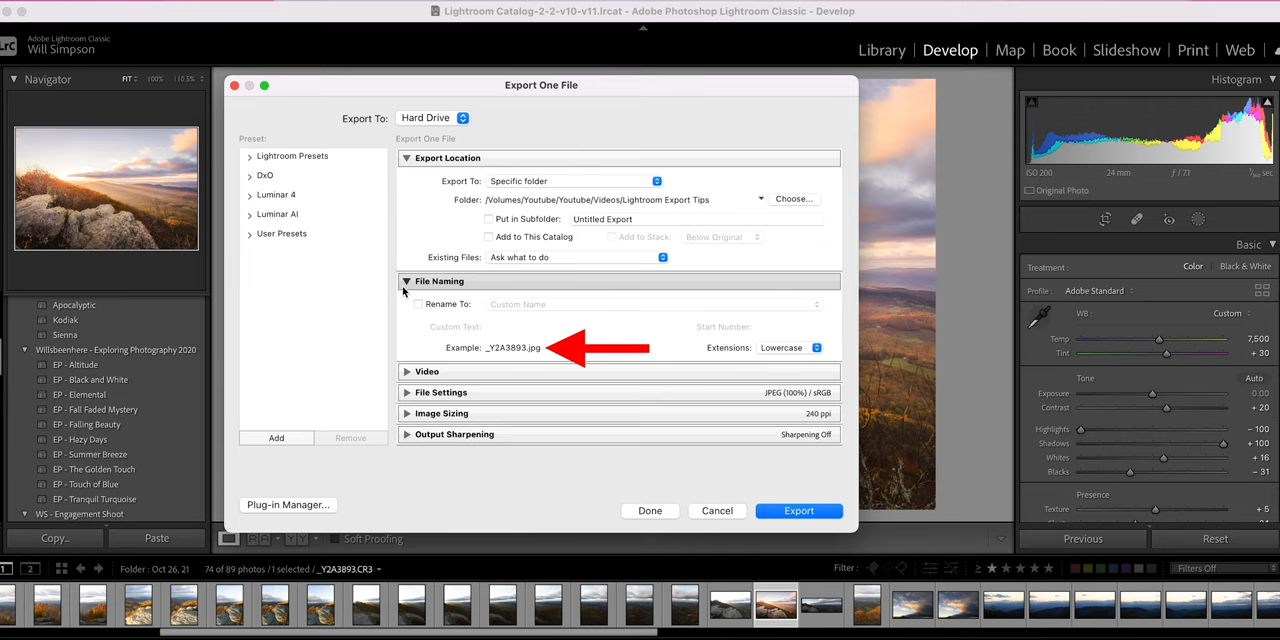 Lightroom Catalog-2-2-v10-v11.lrcat - Adobe Photoshop Lightroom Classic - Develop
LrC
Adobe Lightroom Classic
Will Simpson
Library | Develop | Map | Book | Slideshow | Print | Web
Navigator FIT 100% 110.5%
Histogram
ISO 200 24 mm ƒ / 7.1 sec
Original Photo
Basic
Treatment: Color Black & White
Profile: Adobe Standard
WB: Custom
Temp 7,500
Tint + 30
Tone Auto
Exposure 0.00
Contrast + 20
Highlights − 100
Shadows + 100
Whites + 16
Blacks − 31
Presence
Texture + 5
Previous Reset
Apocalyptic
Kodiak
Sienna
Willsbeenhere - Exploring Photography 2020
EP - Altitude
EP - Black and White
EP - Elemental
EP - Fall Faded Mystery
EP - Falling Beauty
EP - Hazy Days
EP - Summer Breeze
EP - The Golden Touch
EP - Touch of Blue
EP - Tranquil Turquoise
WS - Engagement Shoot
Copy... Paste
Export One File
Export To: Hard Drive
Preset:
Lightroom Presets
DxO
Luminar 4
Luminar AI
User Presets
Add Remove
Plug-in Manager...
Export One File
Export Location
Export To: Specific folder
Folder: /Volumes/Youtube/Youtube/Videos/Lightroom Export Tips Choose...
Put in Subfolder: Untitled Export
Add to This Catalog Add to Stack: Below Original
Existing Files: Ask what to do
File Naming
Rename To: Custom Name
Custom Text: Start Number:
Example: _Y2A3893.jpg Extensions: Lowercase
Video
File Settings JPEG (100%) / sRGB
Image Sizing 240 ppi
Output Sharpening Sharpening Off
Done Cancel Export
Soft Proofing
1 2 Folder : Oct 26, 21 74 of 89 photos / 1 selected / _Y2A3893.CR3
Filter : ≥ ★ ★ ★ ★ ★ Filters Off